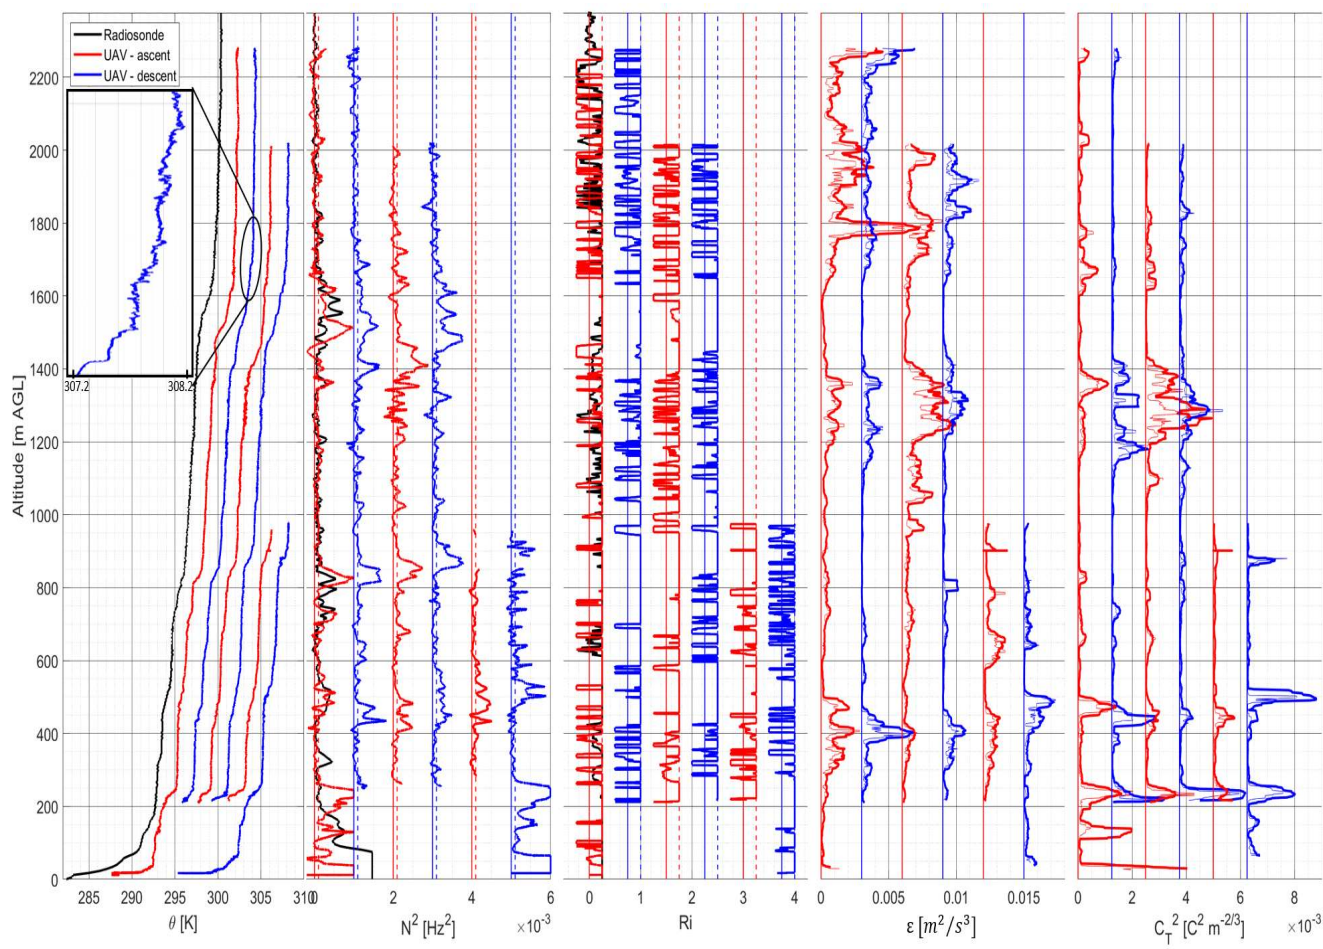 Radiosonde
UAV - ascent
UAV - descent
307.2 308.2
Altitude [m AGL]
2200
2000
1800
1600
1400
1200
1000
800
600
400
200
0
285 290 295 300 305 310
θ [K]
0 2 4 6
N² [Hz²] ×10⁻³
0 1 2 3 4
Ri
0 0.005 0.01 0.015
ε [m²/s³]
0 2 4 6 8
C_T² [C² m⁻²/³] ×10⁻³